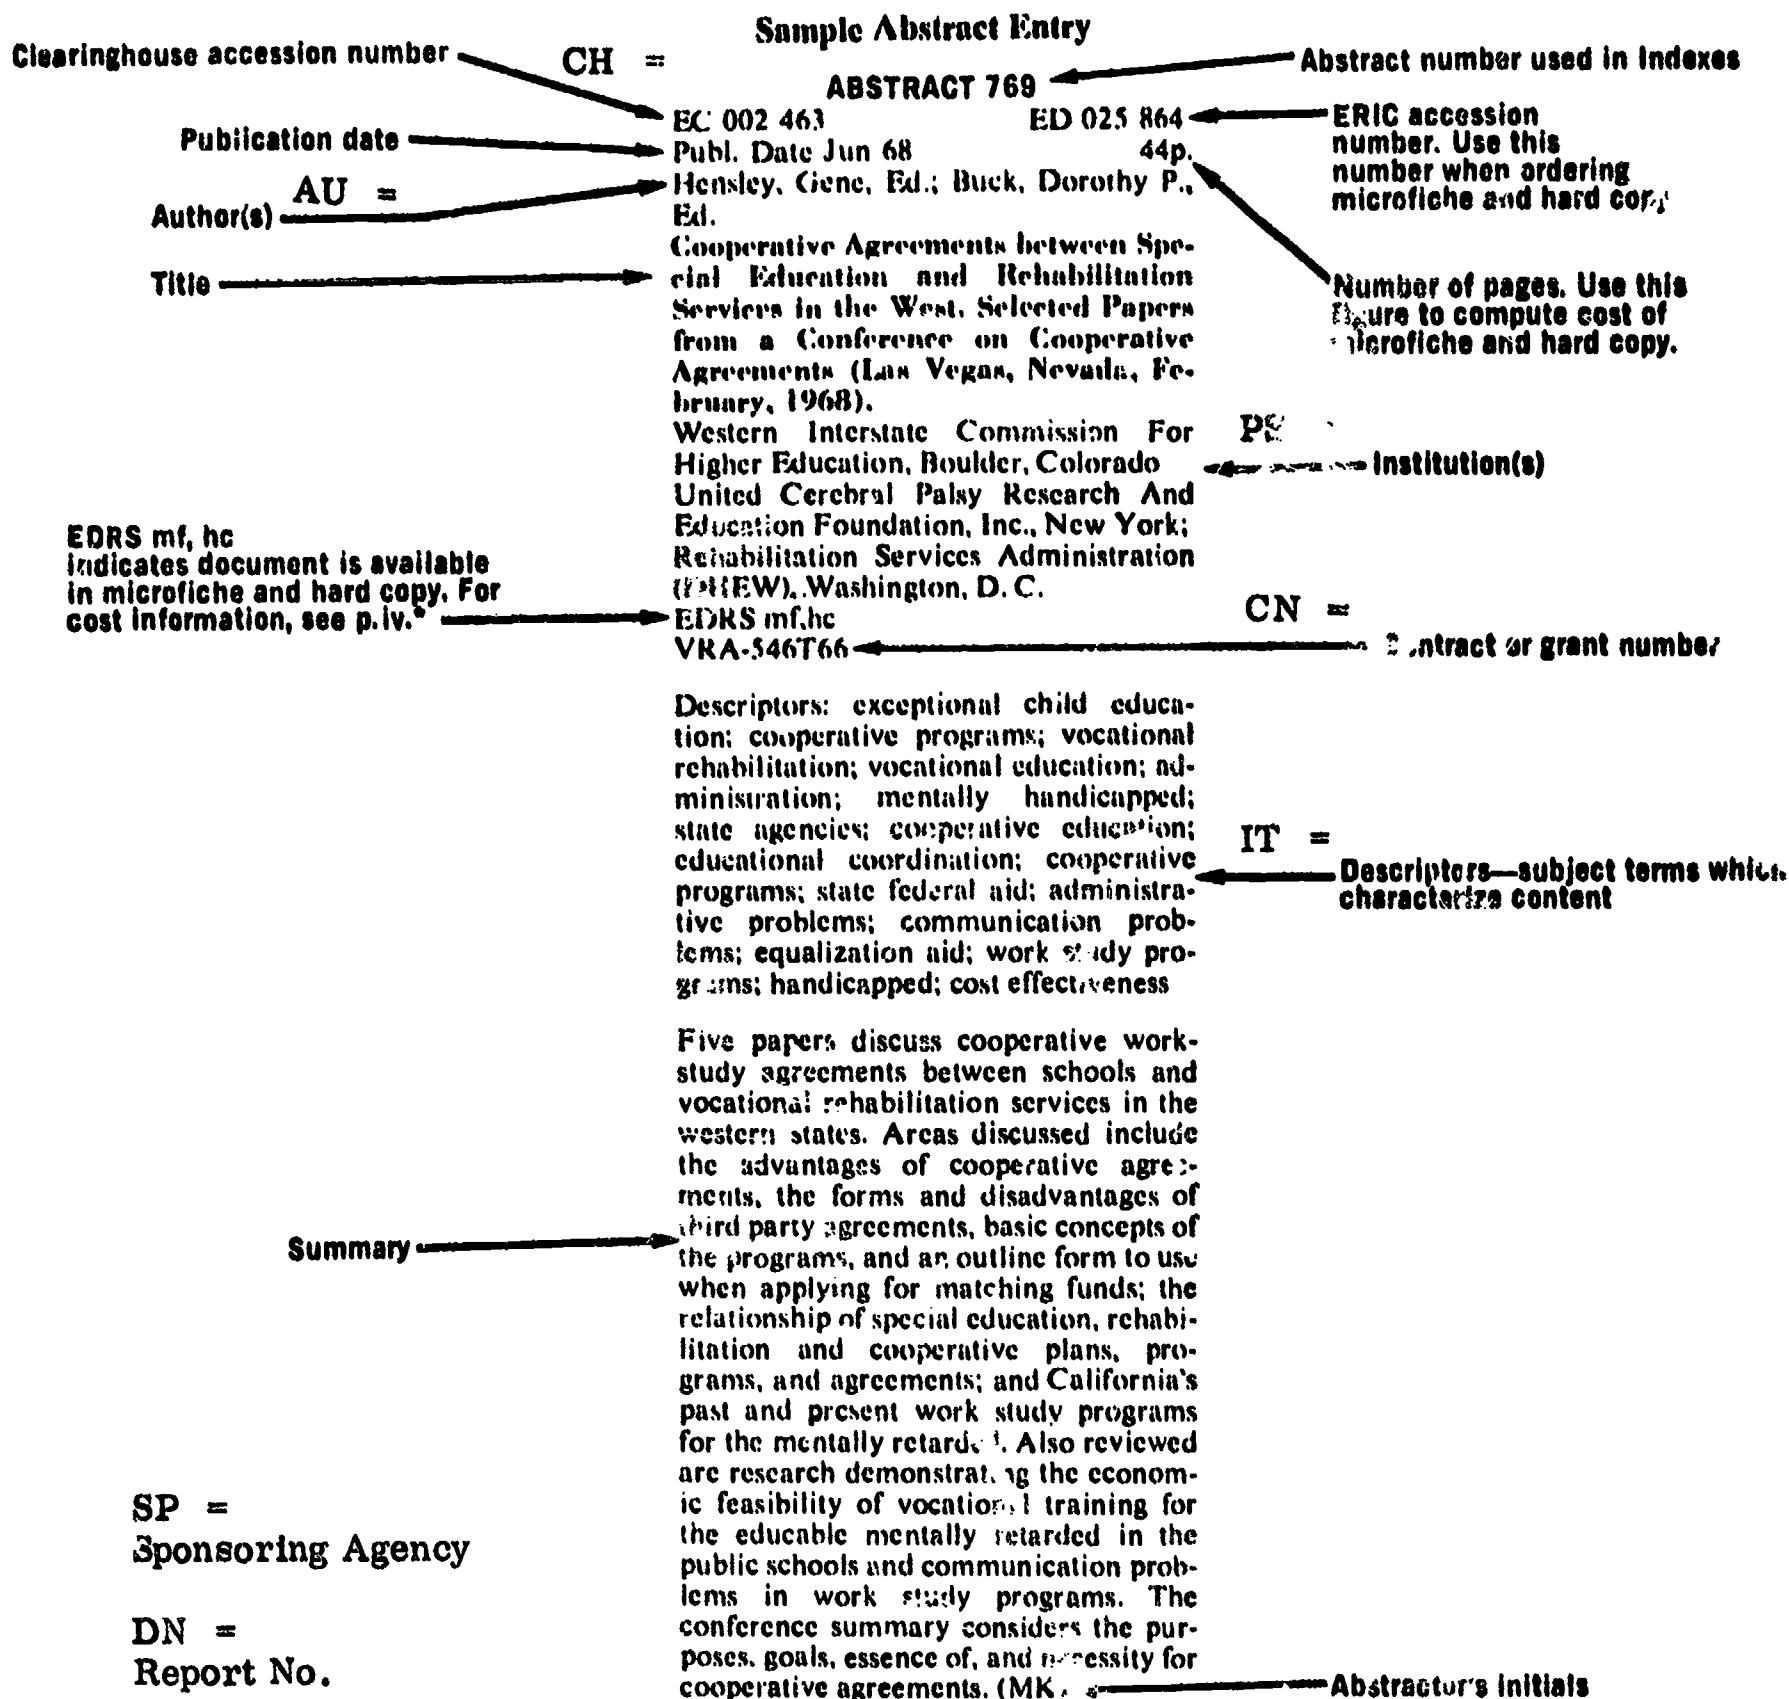 Sample Abstract Entry
Clearinghouse accession number
CH =
Abstract number used in Indexes
ABSTRACT 769
EC 002 463 ED 025 864
ERIC accession
number. Use this
number when ordering
microfiche and hard
Publication date
Publ. Date Jun 68 44p.
AU =
Author(s)
Hensley, Gene, Ed.; Buck, Dorothy P.,
Ed.
Title
Cooperative Agreements between Spe-
cial Education and Rehabilitation
Services in the West. Selected Papers
from a Conference on Cooperative
Agreements (Las Vegas, Nevada, Fe-
bruary, 1968).
Number of pages. Use this
to compute cost of
microfiche and hard copy.
Western Interstate Commission For
Higher Education, Boulder, Colorado
United Cerebral Palsy Research And
Education Foundation, Inc., New York;
Rehabilitation Services Administration
(DHEW), Washington, D. C.
Institution(s)
EDRS mf, hc
indicates document is available
in microfiche and hard copy. For
cost information, see p.iv.*
EDRS mf,hc
VRA-546T66
CN =
or grant number
Descriptors: exceptional child educa-
tion; cooperative programs; vocational
rehabilitation; vocational education; ad-
ministration; mentally handicapped;
state agencies; cooperative education;
educational coordination; cooperative
programs; state federal aid; administra-
tive problems; communication prob-
lems; equalization aid; work study pro-
grams; handicapped; cost effectiveness
IT =
Descriptors—subject terms which
characterize content
Five papers discuss cooperative work-
study agreements between schools and
vocational rehabilitation services in the
western states. Areas discussed include
the advantages of cooperative agree-
ments, the forms and disadvantages of
third party agreements, basic concepts of
the programs, and an outline form to use
when applying for matching funds; the
relationship of special education, rehabi-
litation and cooperative plans, pro-
grams, and agreements; and California's
past and present work study programs
for the mentally retarded. Also reviewed
are research demonstrating the econom-
ic feasibility of vocational training for
the educable mentally retarded in the
public schools and communication prob-
lems in work study programs. The
conference summary considers the pur-
poses, goals, essence of, and necessity for
cooperative agreements. (MK
Summary
Abstractor's initials
SP =
Sponsoring Agency
DN =
Report No.